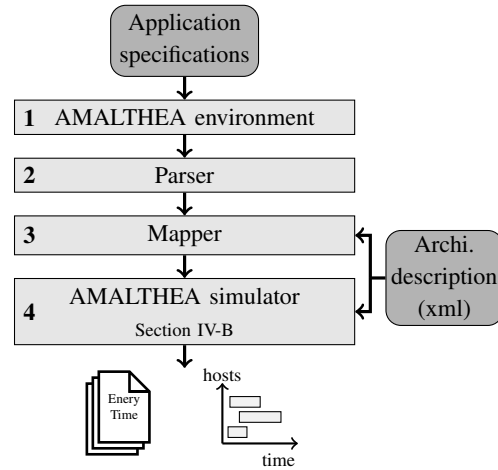 Application
specifications
1 AMALTHEA environment
2 Parser
3 Mapper
Archi.
description
(xml)
4 AMALTHEA simulator
Section IV-B
Enery
Time
hosts
time